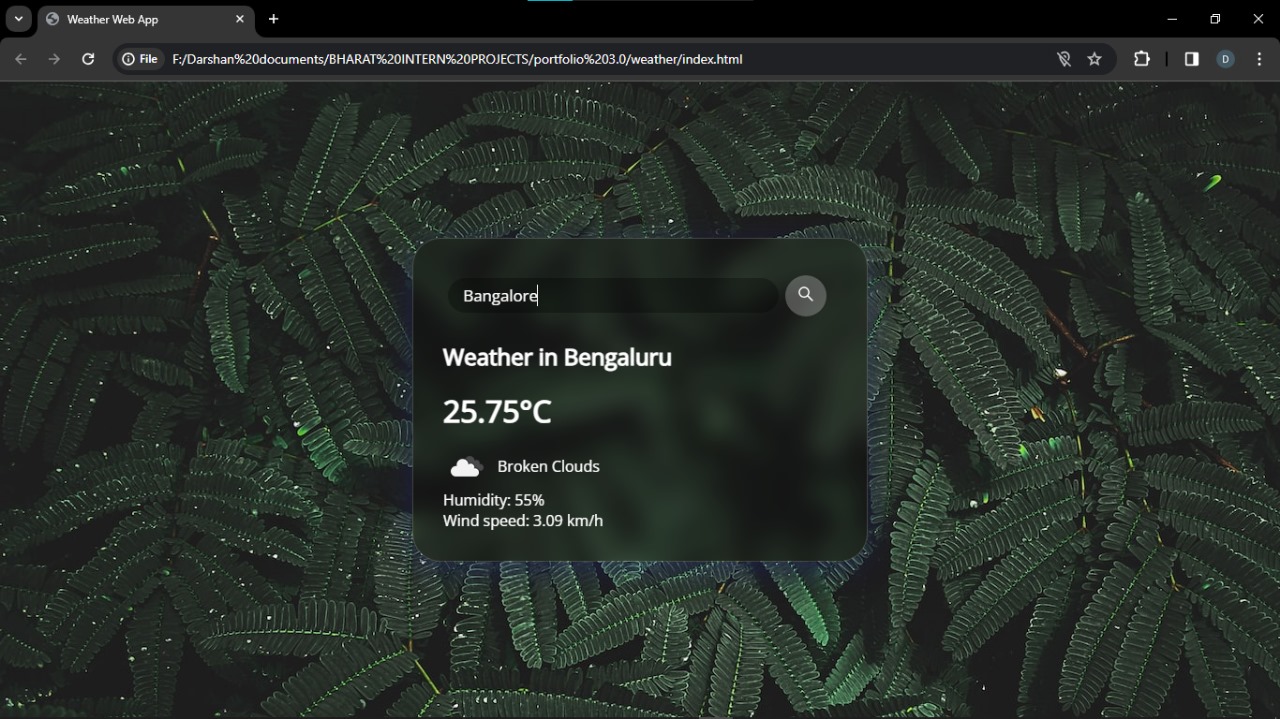 Weather Web App
File F:/Darshan%20documents/BHARAT%20INTERN%20PROJECTS/portfolio%203.0/weather/index.html
D
Bangalore
Weather in Bengaluru
25.75°C
Broken Clouds
Humidity: 55%
Wind speed: 3.09 km/h